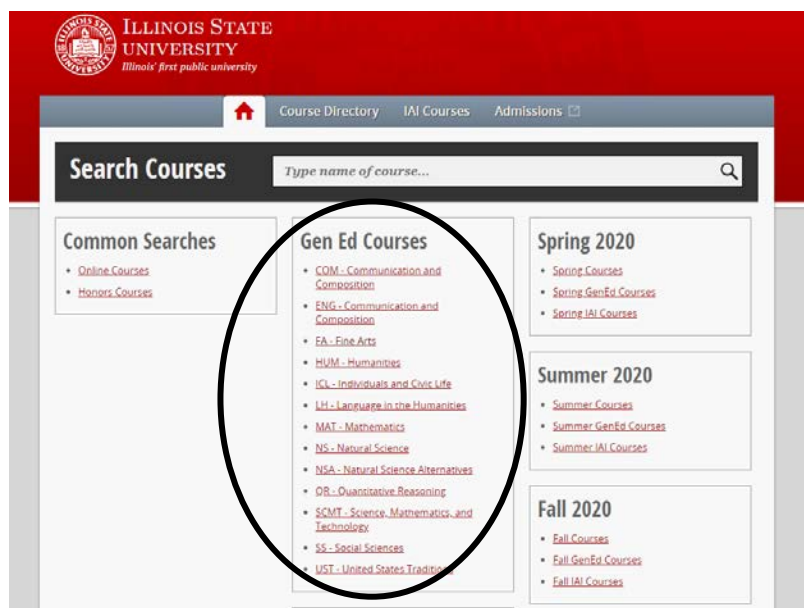 ILLINOIS STATE
UNIVERSITY
Illinois' first public university
Course Directory
IAI Courses
Admissions
Search Courses
Type name of course...
Common Searches
Online Courses
Honors Courses
Gen Ed Courses
COM - Communication and
Composition
ENG - Communication and
Composition
FA - Fine Arts
HUM - Humanities
ICL - Individuals and Civic Life
LH - Language in the Humanities
MAT - Mathematics
NS - Natural Science
NSA - Natural Science Alternatives
QR - Quantitative Reasoning
SCMT - Science, Mathematics, and
Technology
SS - Social Sciences
UST - United States Traditions
Spring 2020
Spring Courses
Spring GenEd Courses
Spring IAI Courses
Summer 2020
Summer Courses
Summer GenEd Courses
Summer IAI Courses
Fall 2020
Fall Courses
Fall GenEd Courses
Fall IAI Courses